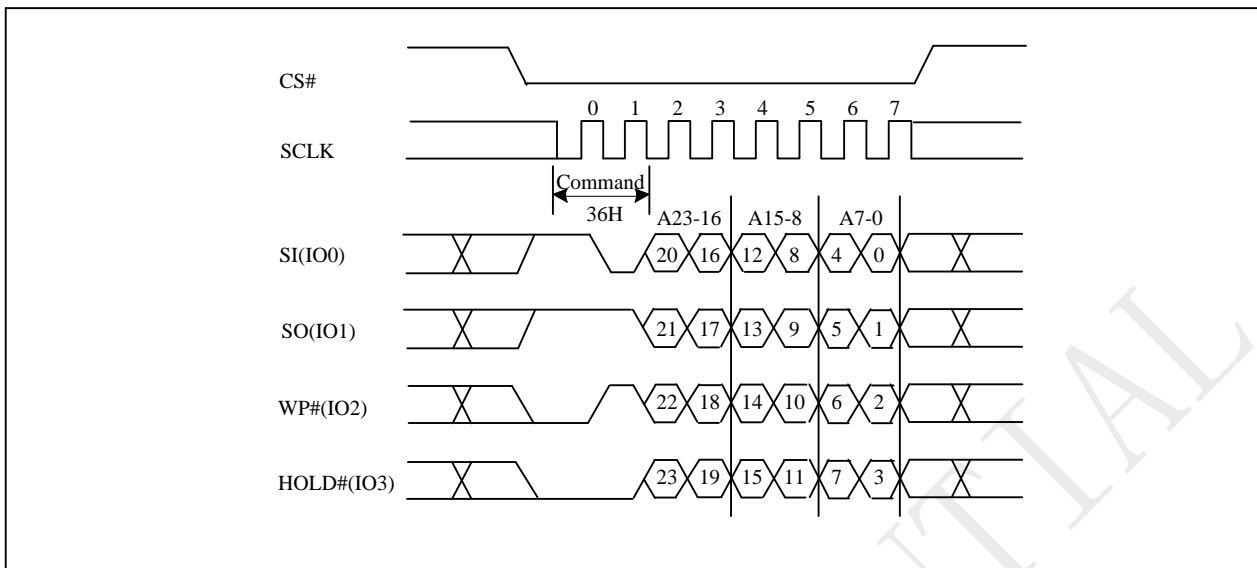 CS#
0 1 2 3 4 5 6 7
SCLK
Command
36H
A23-16 A15-8 A7-0
SI(IO0) 20 16 12 8 4 0
SO(IO1) 21 17 13 9 5 1
WP#(IO2) 22 18 14 10 6 2
HOLD#(IO3) 23 19 15 11 7 3
NTIAL